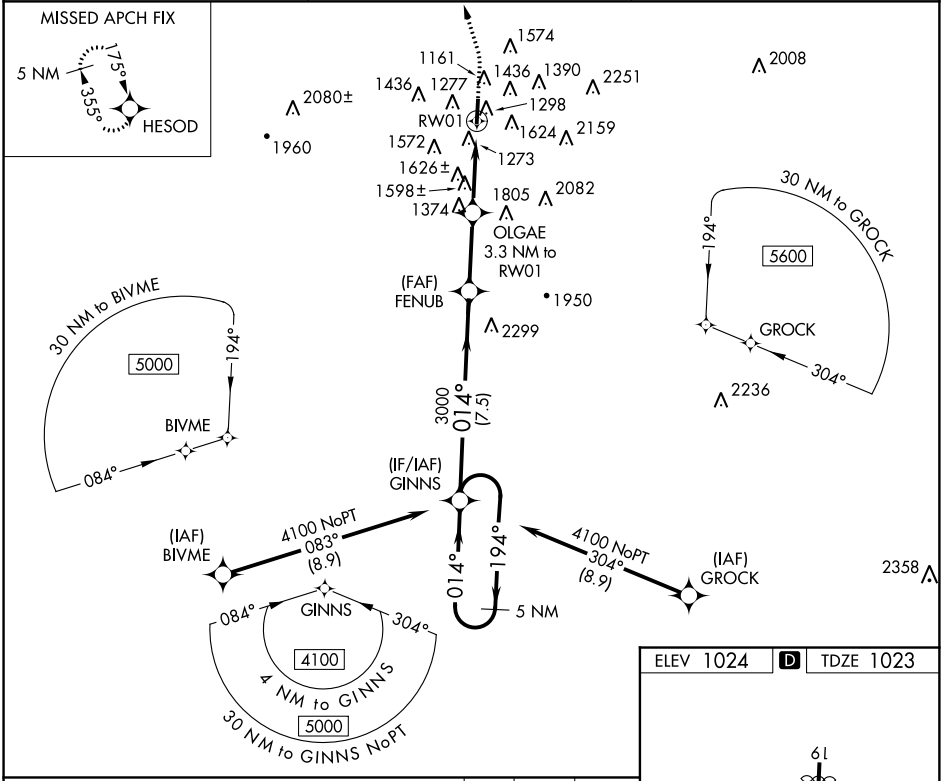 MISSED APCH FIX
5 NM
175°
355°
HESOD
2080±
1960
1161
1574
1436
1277
1436
1390
2251
2008
RW01
1298
1624
2159
1572
1273
1626±
1598±
1374
1805
2082
OLGAE
3.3 NM to
RW01
(FAF)
FENUB
1950
2299
30 NM to GROCK
194°
5600
GROCK
304°
2236
30 NM to BIVME
5000
194°
BIVME
084°
3000
014°
(7.5)
(IF/IAF)
GINNS
4100 NoPT
083°
(8.9)
(IAF)
BIVME
014°
194°
5 NM
4100 NoPT
304°
(8.9)
(IAF)
GROCK
2358
084°
GINNS
304°
4100
4 NM to GINNS
5000
30 NM to GINNS NoPT
ELEV 1024
D
TDZE 1023
19